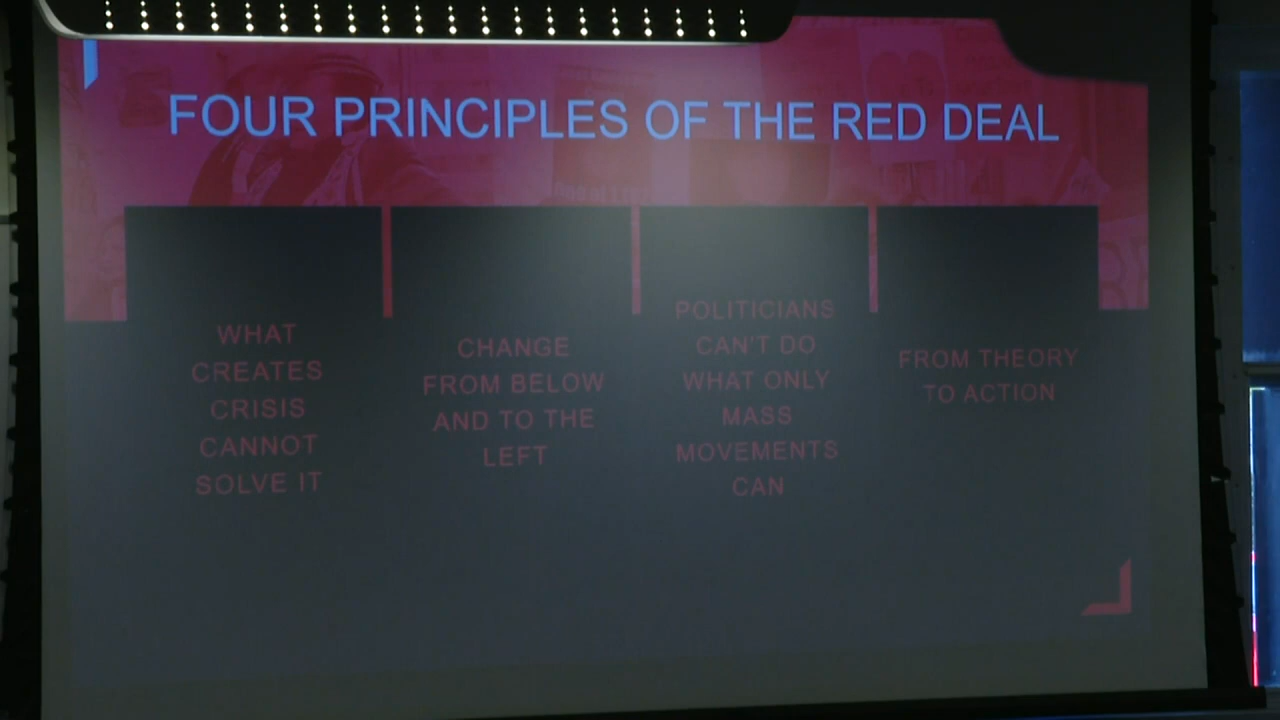 FOUR PRINCIPLES OF THE RED DEAL
WHAT
CREATES
CRISIS
CANNOT
SOLVE IT
CHANGE
FROM BELOW
AND TO THE
LEFT
POLITICIANS
CAN'T DO
WHAT ONLY
MASS
MOVEMENTS
CAN
FROM THEORY
TO ACTION